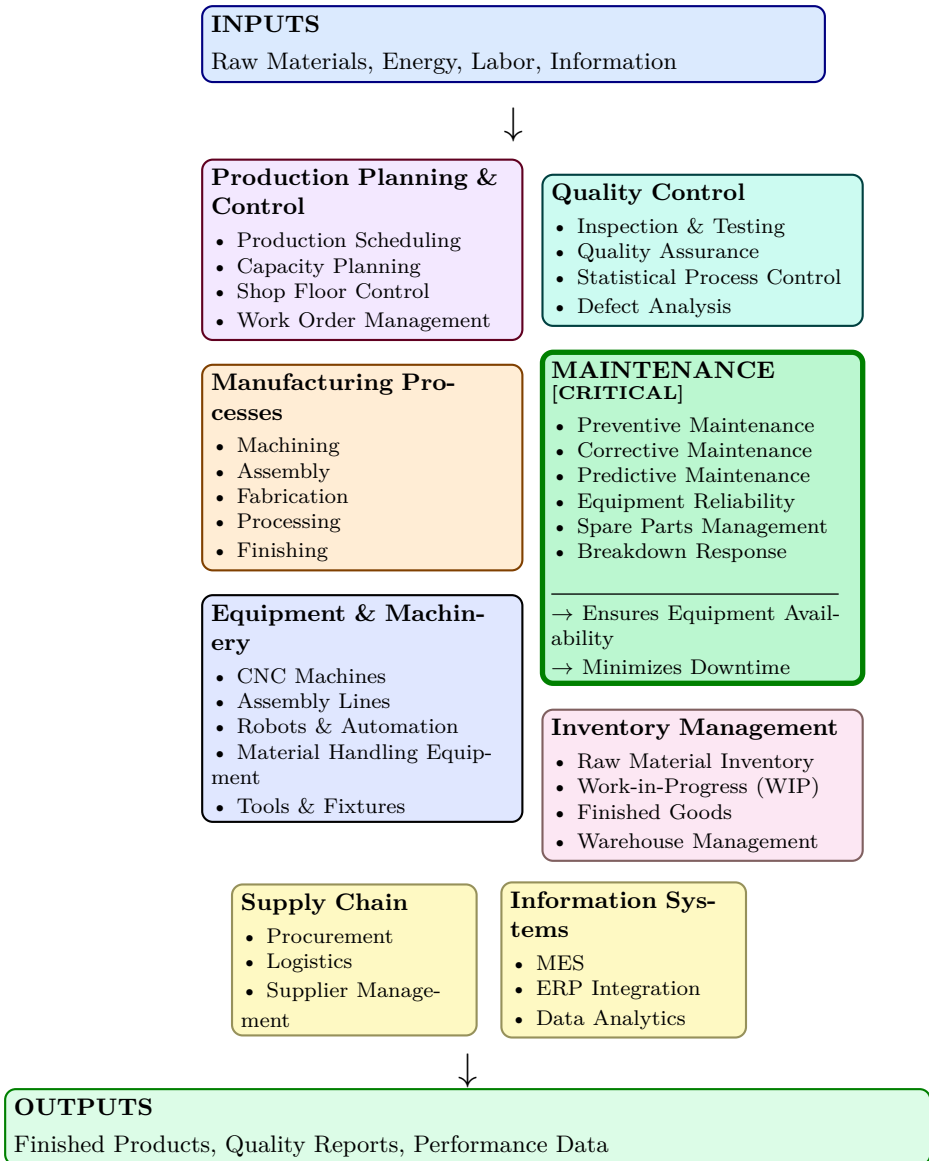 INPUTS
Raw Materials, Energy, Labor, Information
↓
Production Planning &
Control
• Production Scheduling
• Capacity Planning
• Shop Floor Control
• Work Order Management
Quality Control
• Inspection & Testing
• Quality Assurance
• Statistical Process Control
• Defect Analysis
Manufacturing Pro-
cesses
• Machining
• Assembly
• Fabrication
• Processing
• Finishing
MAINTENANCE
[CRITICAL]
• Preventive Maintenance
• Corrective Maintenance
• Predictive Maintenance
• Equipment Reliability
• Spare Parts Management
• Breakdown Response
→ Ensures Equipment Avail-
ability
→ Minimizes Downtime
Equipment & Machin-
ery
• CNC Machines
• Assembly Lines
• Robots & Automation
• Material Handling Equip-
ment
• Tools & Fixtures
Inventory Management
• Raw Material Inventory
• Work-in-Progress (WIP)
• Finished Goods
• Warehouse Management
Supply Chain
• Procurement
• Logistics
• Supplier Manage-
ment
Information Sys-
tems
• MES
• ERP Integration
• Data Analytics
↓
OUTPUTS
Finished Products, Quality Reports, Performance Data